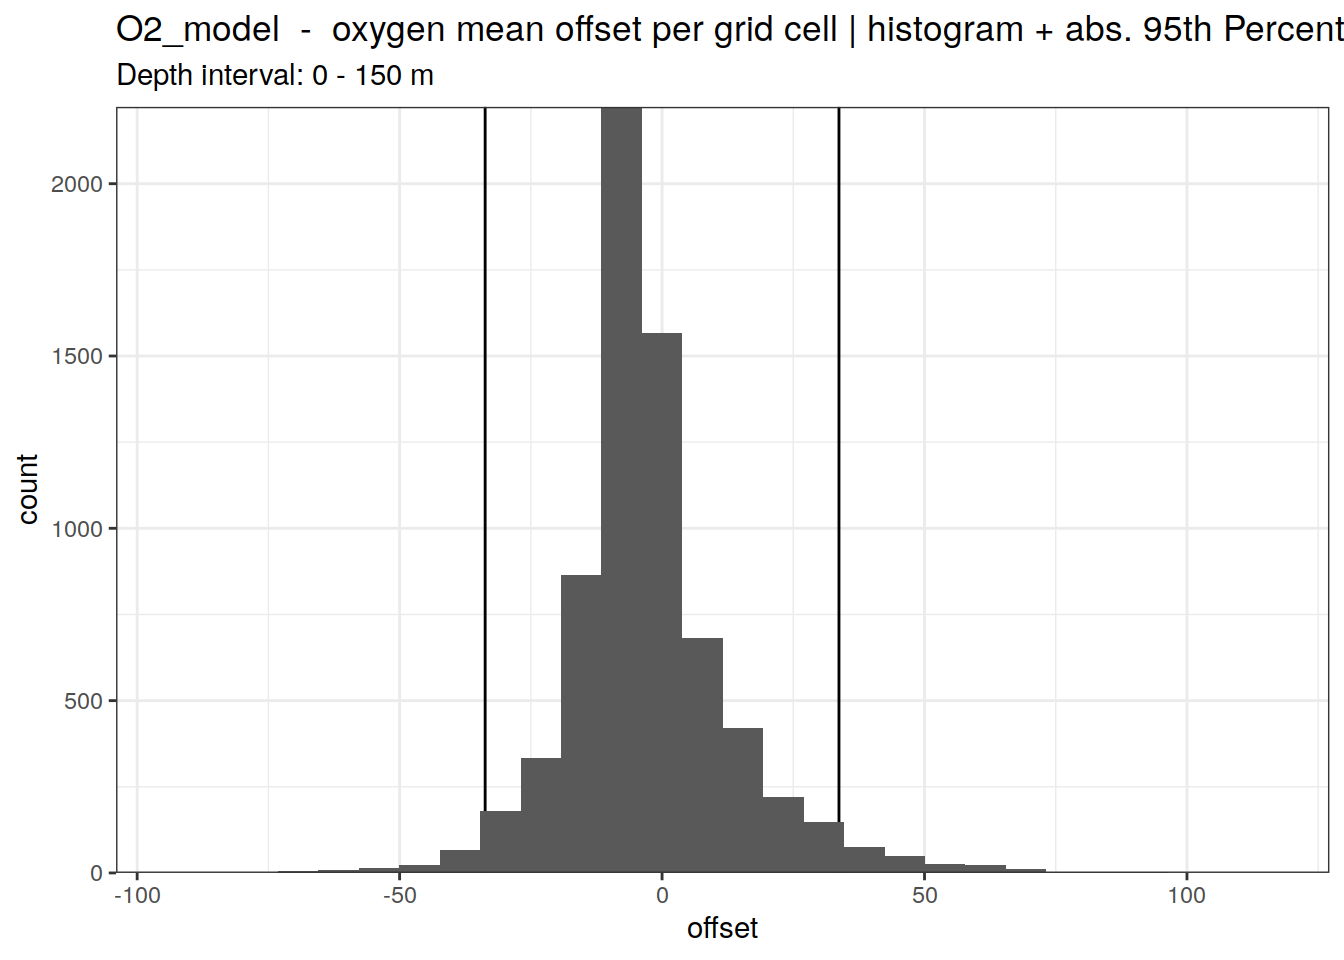 O2_model - oxygen mean offset per grid cell | histogram + abs. 95th Percent
Depth interval: 0 - 150 m
2000
1500
1000
500
0
count
-100 -50 0 50 100
offset